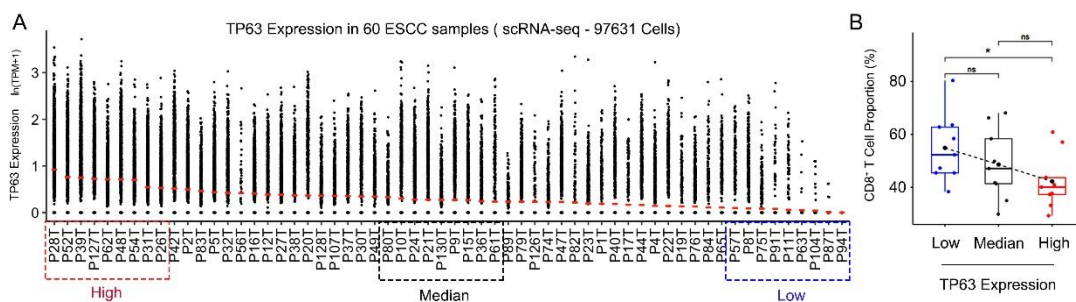 A
TP63 Expression in 60 ESCC samples ( scRNA-seq - 97631 Cells)
TP63 Expression ln(TPM+1)
3
2
1
0
P28T P52T P39T P127T P62T P48T P54T P31T P26T P42T P2T P83T P5T P32T P56T P16T P12T P27T P38T P20T P128T P107T P37T P30T P49T P80T P10T P24T P21T P130T P9T P15T P36T P61T P89T P79T P126T P74T P47T P82T P23T P1T P40T P17T P44T P4T P22T P19T P76T P84T P65T P57T P8T P75T P91T P11T P63T P104T P87T P94T
High
Median
Low
B
CD8⁺ T Cell Proportion (%)
80
60
40
ns
*
ns
Low Median High
TP63 Expression